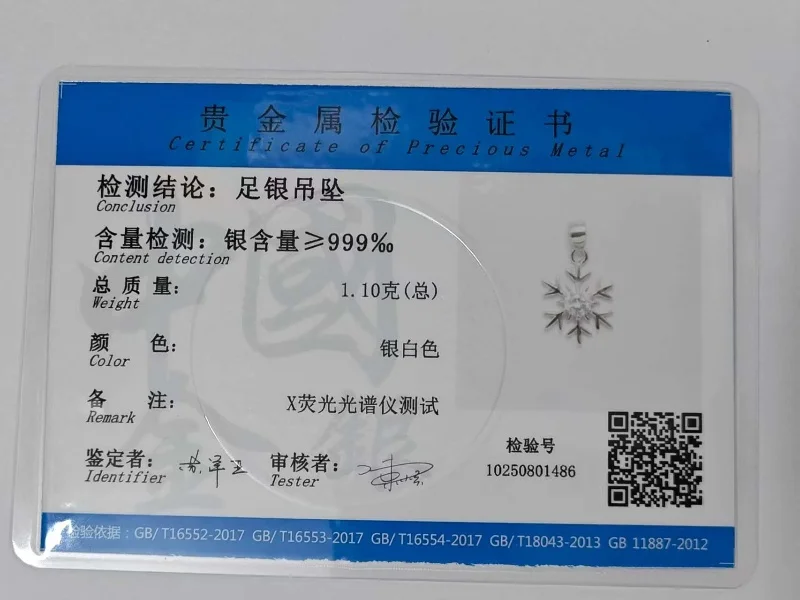 贵金属检验证书
Certificate of Precious Metal
检测结论：足银吊坠
Conclusion
含量检测：银含量≥999‰
Content detection
总质量： 1.10克(总)
Weight
颜色： 银白色
Color
备注： X荧光光谱仪测试
Remark
鉴定者： 审核者：
Identifier Tester
检验号
10250801486
检验依据：GB/T16552-2017 GB/T16553-2017 GB/T16554-2017 GB/T18043-2013 GB 11887-2012
中國
金銀